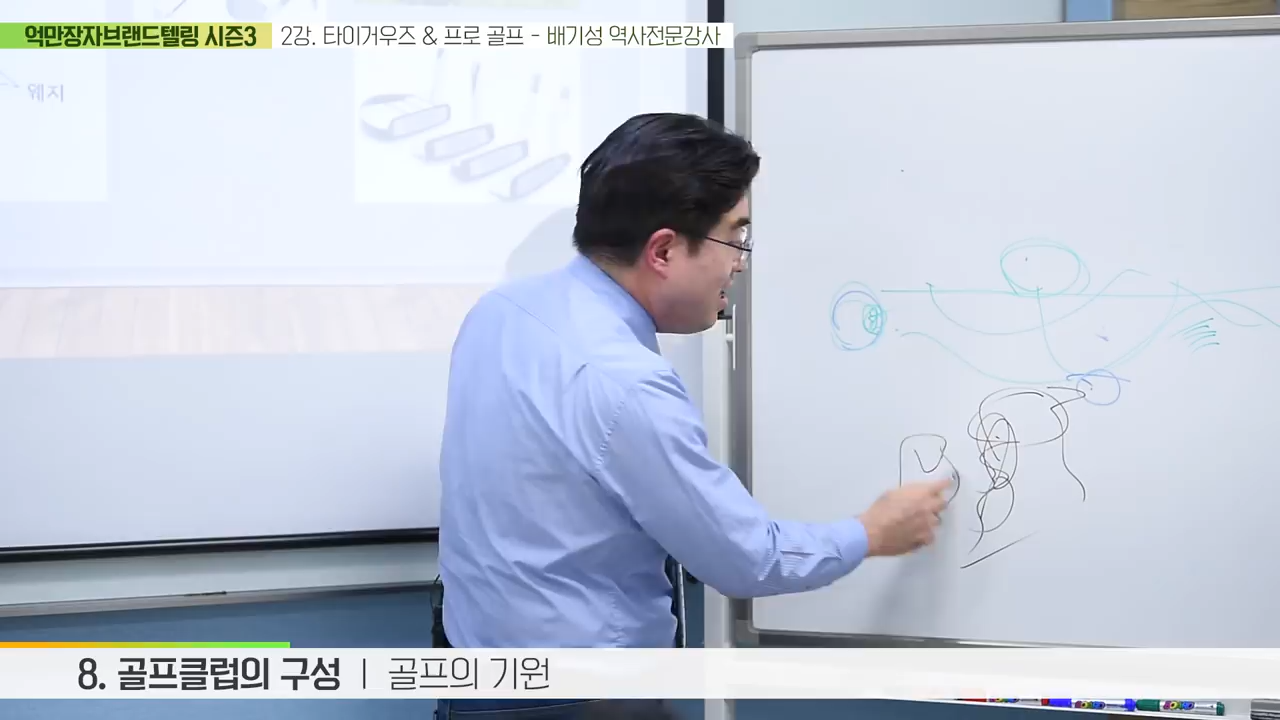 억만장자브랜드텔링 시즌3 2강. 타이거우즈 & 프로 골프 - 배기성 역사전문강사
웨지
8. 골프클럽의 구성 | 골프의 기원